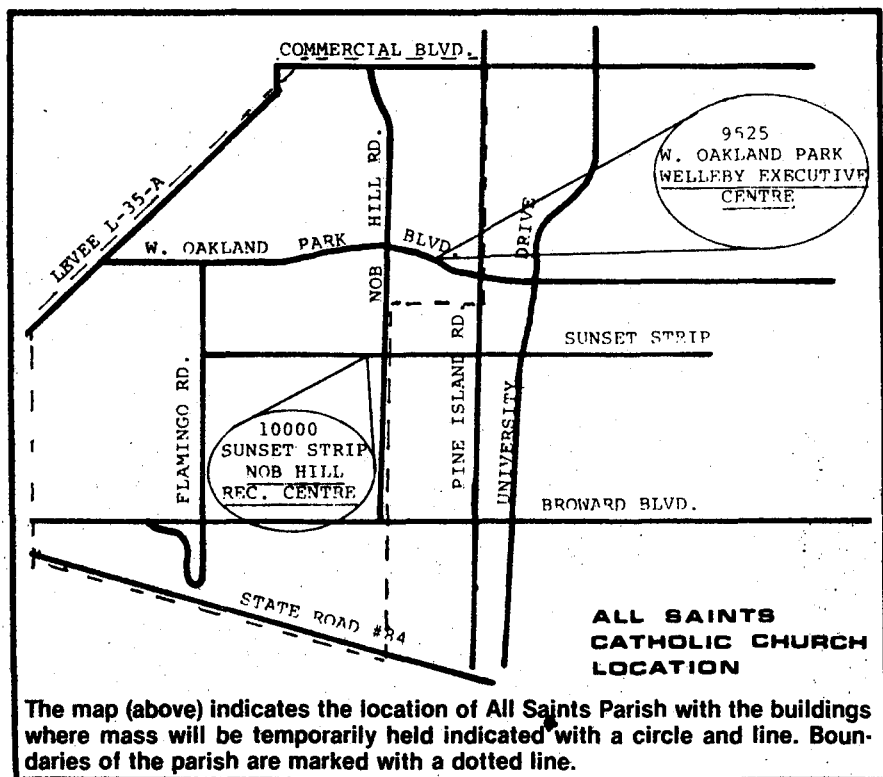 COMMERCIAL BLVD.
9525
W. OAKLAND PARK
WELLEBY EXECUTIVE
CENTRE
LEVEE L-35-A
NOB HILL RD.
W. OAKLAND PARK BLVD.
UNIVERSITY DRIVE
SUNSET STRIP
FLAMINGO RD.
PINE ISLAND RD.
10000
SUNSET STRIP
NOB HILL
REC. CENTRE
BROWARD BLVD.
STATE ROAD #84
ALL SAINTS
CATHOLIC CHURCH
LOCATION
The map (above) indicates the location of All Saints Parish with the buildings
where mass will be temporarily held indicated with a circle and line. Boun-
daries of the parish are marked with a dotted line.